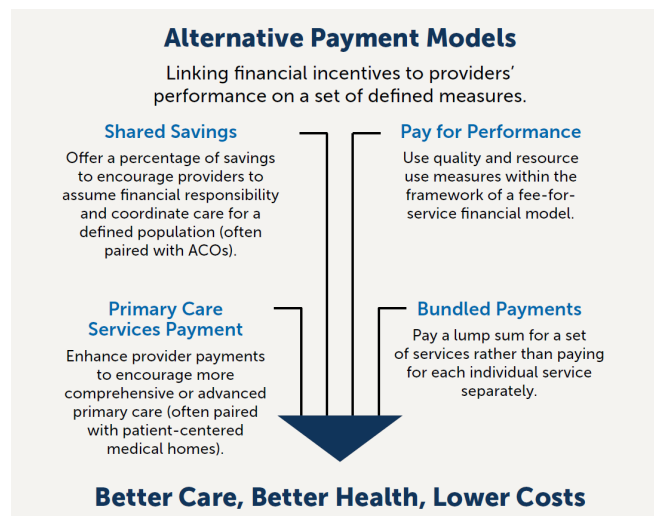 Alternative Payment Models
Linking financial incentives to providers'
performance on a set of defined measures.
Shared Savings
Offer a percentage of savings
to encourage providers to
assume financial responsibility
and coordinate care for a
defined population (often
paired with ACOs).
Pay for Performance
Use quality and resource
use measures within the
framework of a fee-for-
service financial model.
Primary Care
Services Payment
Enhance provider payments
to encourage more
comprehensive or advanced
primary care (often paired
with patient-centered
medical homes).
Bundled Payments
Pay a lump sum for a set
of services rather than paying
for each individual service
separately.
Better Care, Better Health, Lower Costs